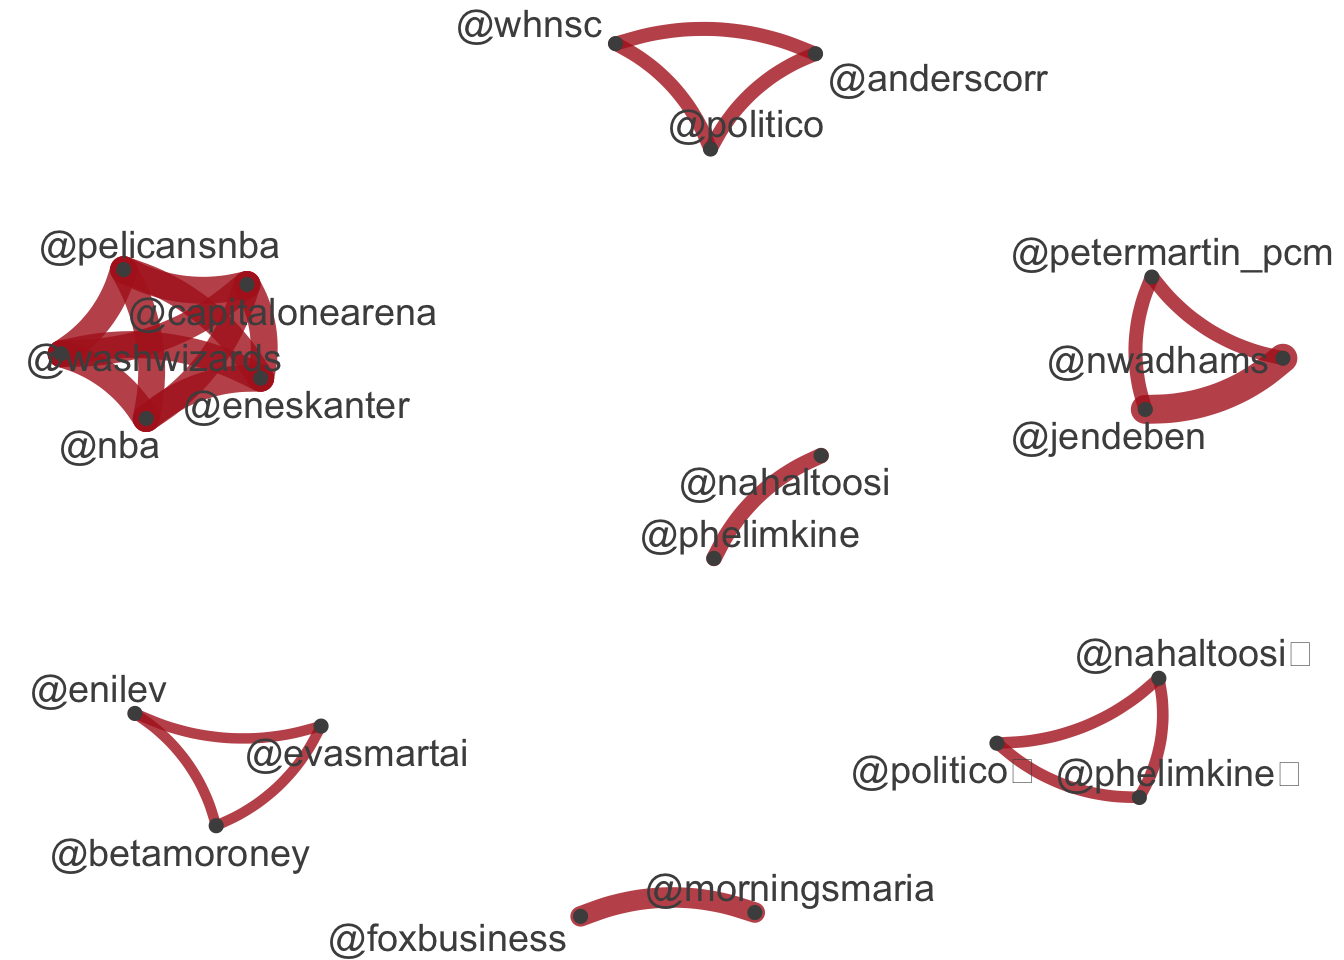 @whnsc
@anderscorr
@politico
@pelicansnba
@petermartin_pcm
@capitalonearena
@washwizards
@nwadhams
@eneskanter
@nba
@jendeben
@nahaltoosi
@phelimkine
@nahaltoosi□
@enilev
@evasmartai
@politico□
@phelimkine□
@betamoroney
@morningsmaria
@foxbusiness